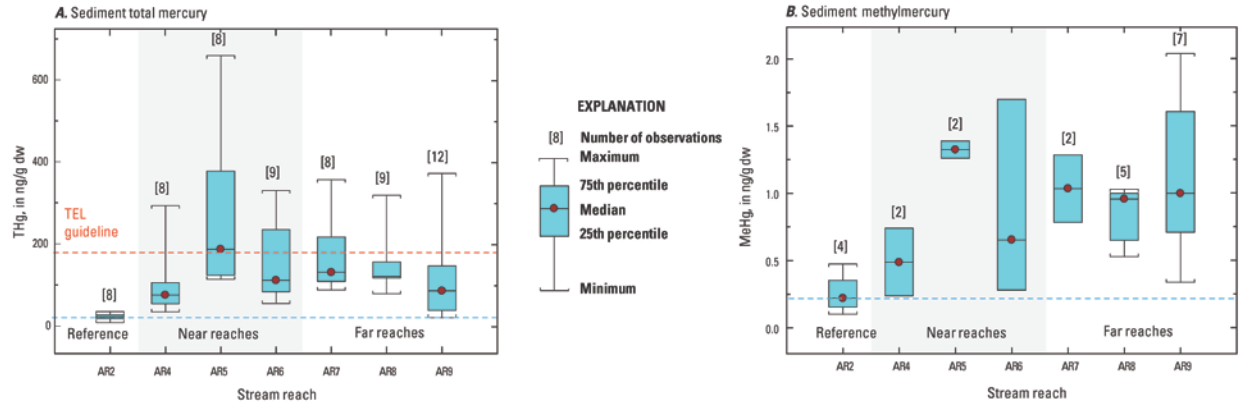 A. Sediment total mercury
[8]
[8]
[8]
[9]
[8]
[9]
[12]
600
400
200
0
THg, in ng/g dw
TEL
guideline
Reference
Near reaches
Far reaches
AR2
AR4
AR5
AR6
AR7
AR8
AR9
Stream reach
EXPLANATION
[8] Number of observations
Maximum
75th percentile
Median
25th percentile
Minimum
B. Sediment methylmercury
[4]
[2]
[2]
[2]
[5]
[7]
2.0
1.5
1.0
0.5
0.0
MeHg, in ng/g dw
Reference
Near reaches
Far reaches
AR2
AR4
AR5
AR6
AR7
AR8
AR9
Stream reach